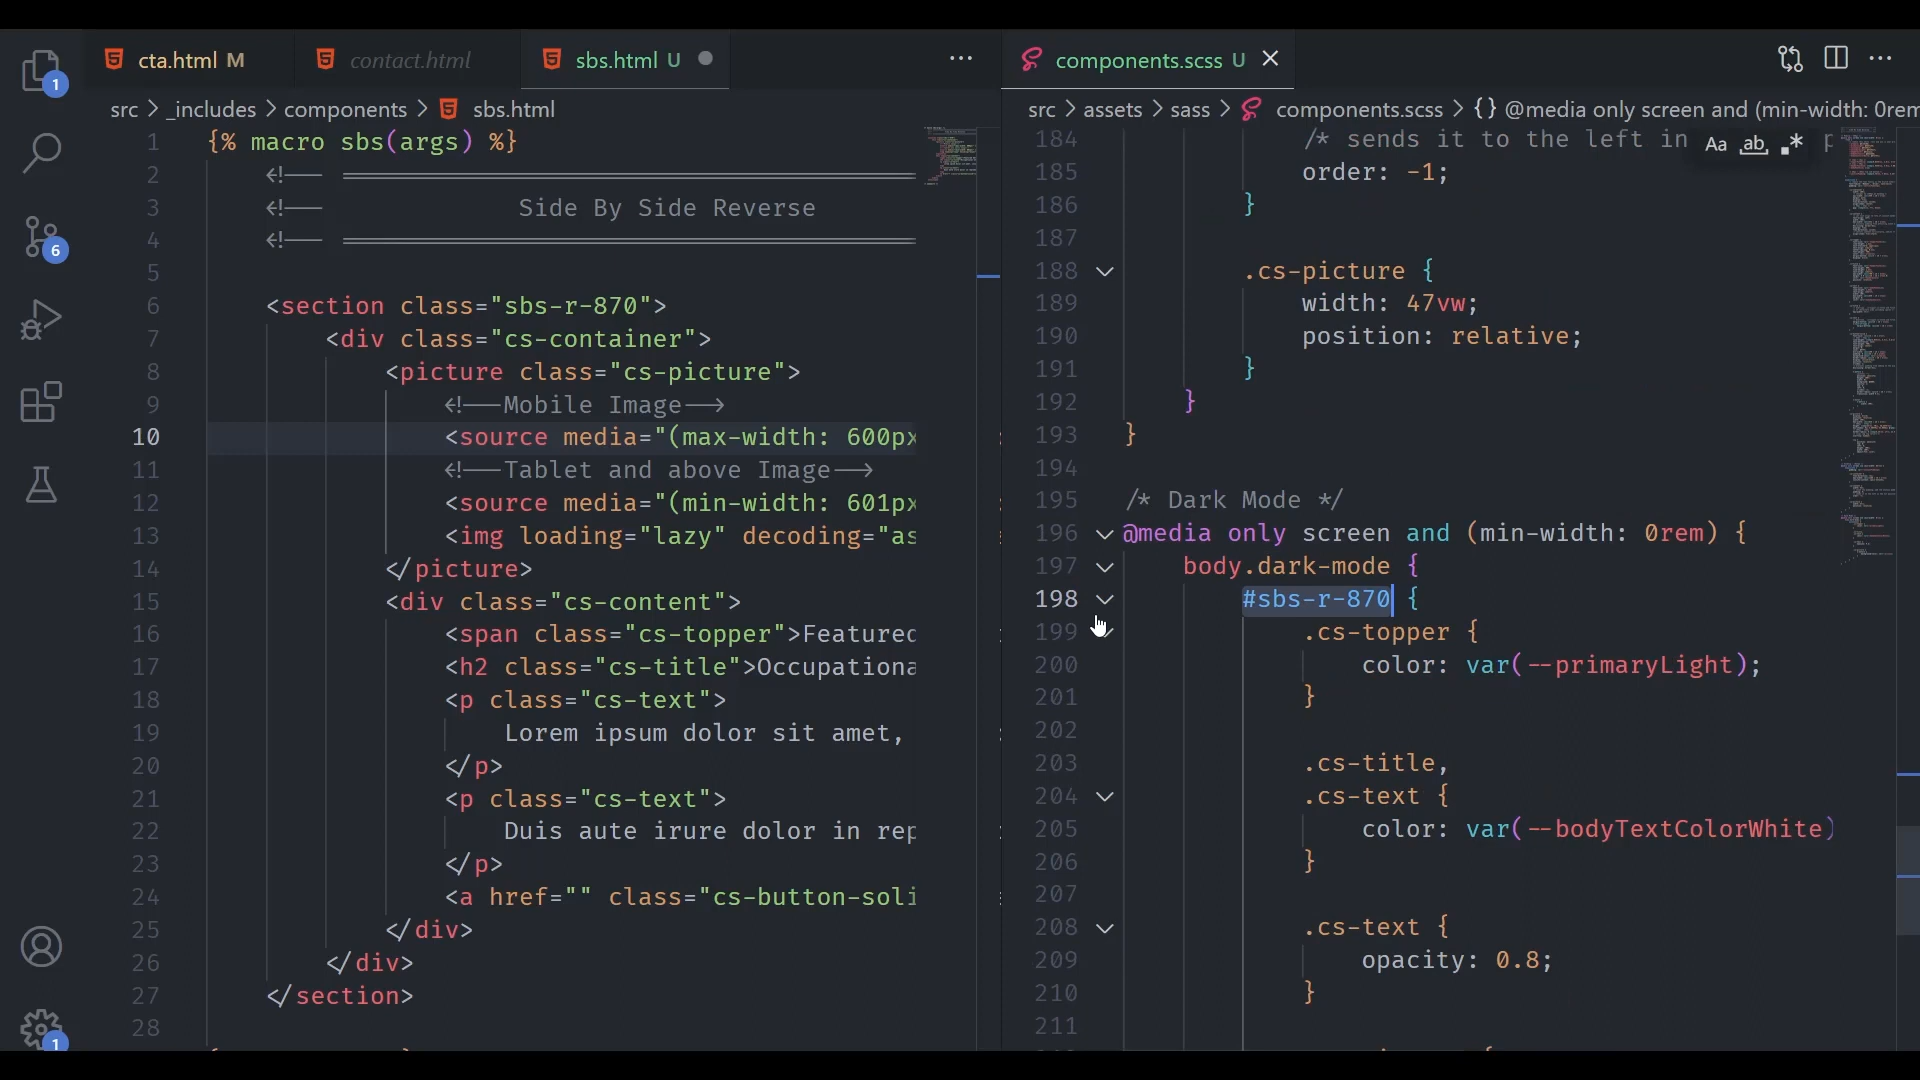 cta.html M
contact.html
sbs.html U
components.scss U
src > _includes > components > sbs.html
src > assets > sass > components.scss > {} @media only screen and (min-width: 0rem
1 {% macro sbs(args) %}
2 <!-- ================
3 <!-- Side By Side Reverse
4 <!-- ================
5
6 <section class="sbs-r-870">
7 <div class="cs-container">
8 <picture class="cs-picture">
9 <!--Mobile Image-->
10 <source media="(max-width: 600px
11 <!--Tablet and above Image-->
12 <source media="(min-width: 601px
13 <img loading="lazy" decoding="as
14 </picture>
15 <div class="cs-content">
16 <span class="cs-topper">Featured
17 <h2 class="cs-title">Occupationa
18 <p class="cs-text">
19 Lorem ipsum dolor sit amet,
20 </p>
21 <p class="cs-text">
22 Duis aute irure dolor in rep
23 </p>
24 <a href="" class="cs-button-soli
25 </div>
26 </div>
27 </section>
28
184 /* sends it to the left in
Aa ab .*
185 order: -1;
186 }
187
188 .cs-picture {
189 width: 47vw;
190 position: relative;
191 }
192 }
193 }
194
195 /* Dark Mode */
196 @media only screen and (min-width: 0rem) {
197 body.dark-mode {
198 #sbs-r-870 {
199 .cs-topper {
200 color: var(--primaryLight);
201 }
202
203 .cs-title,
204 .cs-text {
205 color: var(--bodyTextColorWhite)
206 }
207
208 .cs-text {
209 opacity: 0.8;
210 }
211
1
6
1